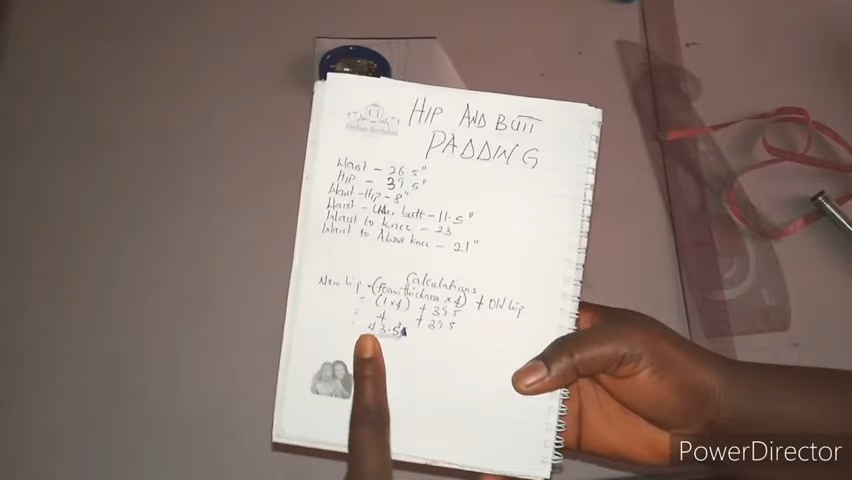 HIP AND BUTT
PADDING
Waist - 26.5"
Hip - 39.5"
Waist-Hip - 8"
Waist - Under butt - 11.5"
Waist to knee - 23
Waist to Above knee - 21"
Calculations
New hip - (foam thickness x 4) + Old hip
= (1x4) + 39.5
= 4 + 39.5
= 43.5"
PowerDirector